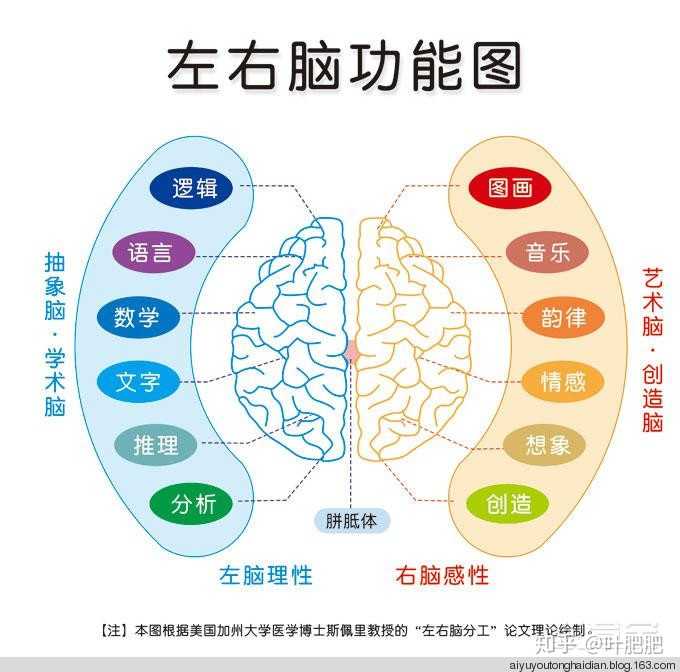 左右脑功能图
抽象脑·学术脑
逻辑
语言
数学
文字
推理
分析
图画
音乐
韵律
情感
想象
创造
艺术脑·创造脑
胼胝体
左脑理性
右脑感性
【注】本图根据美国加州大学医学博士斯佩里教授的“左右脑分工”论文理论绘制。
知乎 @叶肥肥
aiyuyoutonghaidian.blog.163.com